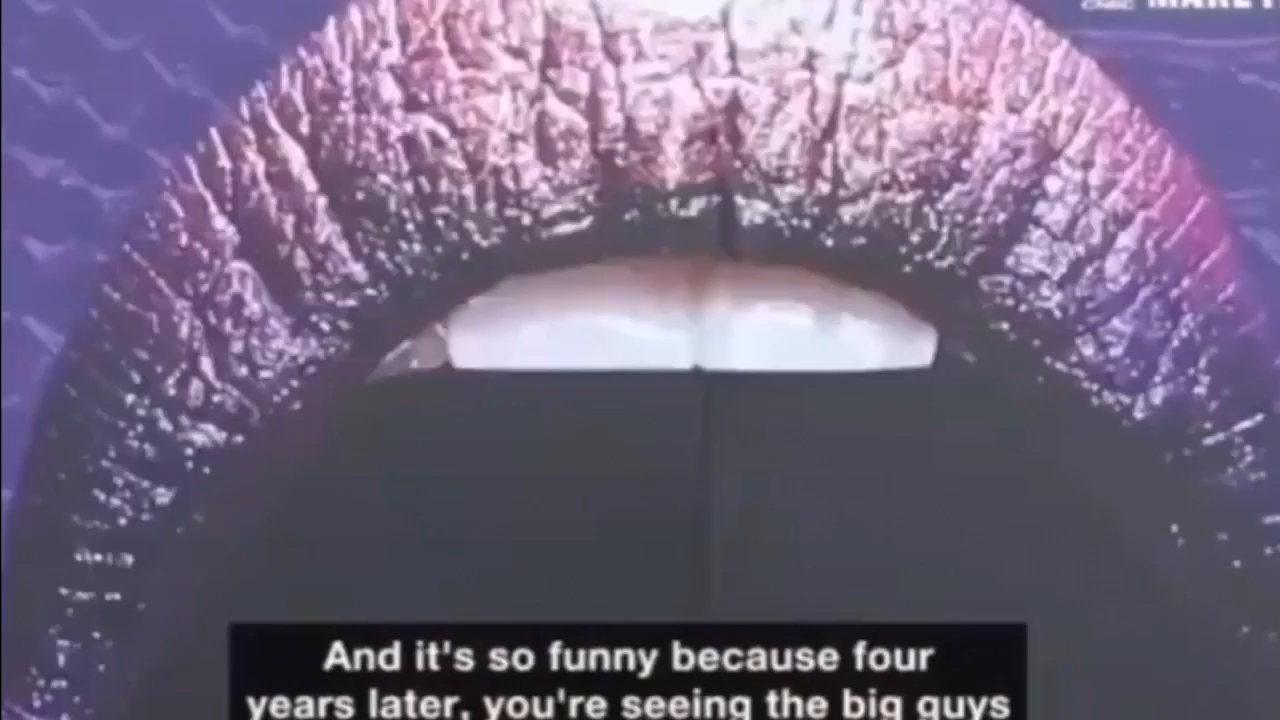 And it's so funny because four
years later, you're seeing the big guys